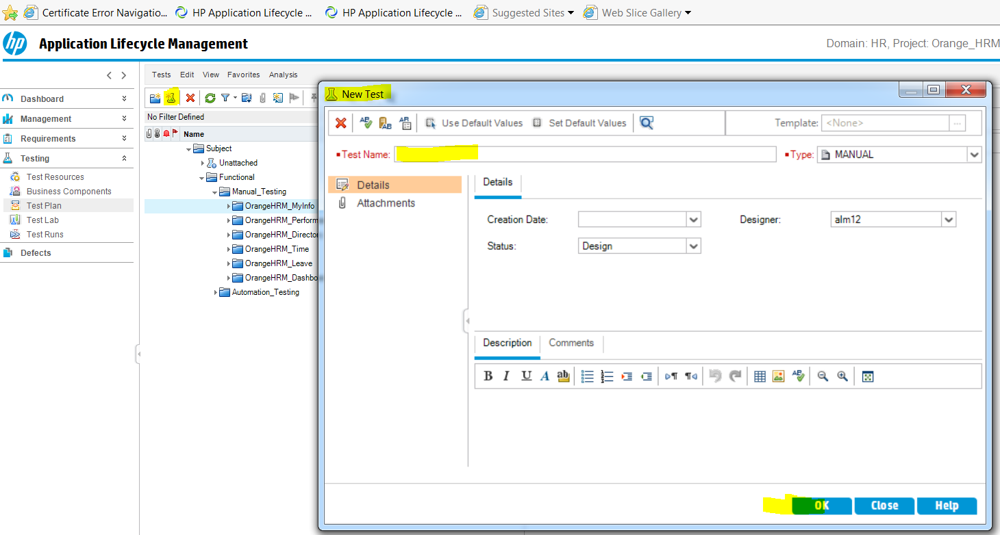 Certificate Error Navigatio... HP Application Lifecycle ... HP Application Lifecycle ... Suggested Sites Web Slice Gallery
hp Application Lifecycle Management Domain: HR, Project: Orange_HRM
Tests Edit View Favorites Analysis
Dashboard
Management
Requirements
Testing
Test Resources
Business Components
Test Plan
Test Lab
Test Runs
Defects
No Filter Defined
Name
Subject
Unattached
Functional
Manual_Testing
OrangeHRM_MyInfo
OrangeHRM_Perform
OrangeHRM_Director
OrangeHRM_Time
OrangeHRM_Leave
OrangeHRM_Dashbo
Automation_Testing
New Test
Use Default Values Set Default Values Template: <None> ...
Test Name: Type: MANUAL
Details
Attachments
Details
Creation Date: Designer: alm12
Status: Design
Description Comments
B I U A ab
OK Close Help